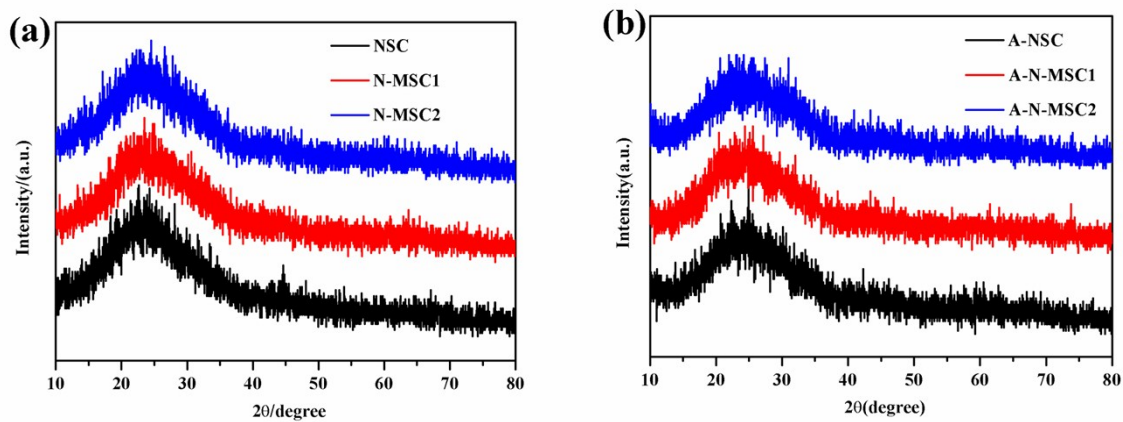 (a)
NSC
N-MSC1
N-MSC2
Intensity/(a.u.)
10 20 30 40 50 60 70 80
2θ/degree
(b)
A-NSC
A-N-MSC1
A-N-MSC2
Intensity(a.u.)
10 20 30 40 50 60 70 80
2θ(degree)